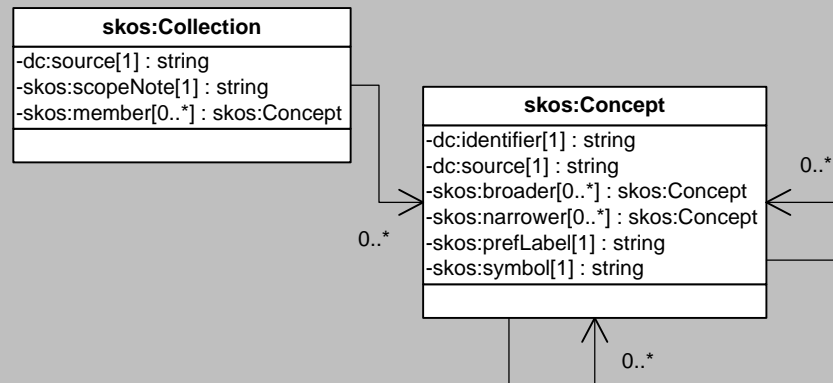 skos:Collection
-dc:source[1] : string
-skos:scopeNote[1] : string
-skos:member[0..*] : skos:Concept
skos:Concept
-dc:identifier[1] : string
-dc:source[1] : string
-skos:broader[0..*] : skos:Concept
-skos:narrower[0..*] : skos:Concept
-skos:prefLabel[1] : string
-skos:symbol[1] : string
0..*
0..*
0..*